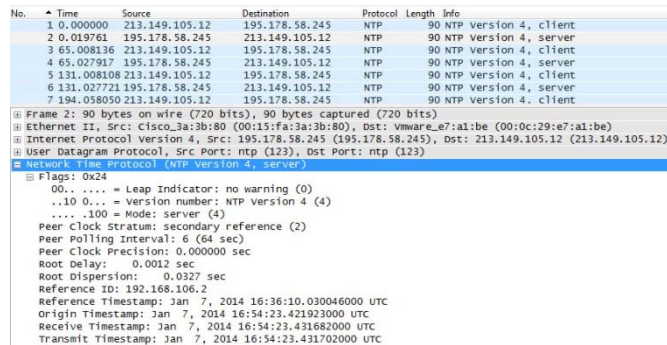 No. Time Source Destination Protocol Length Info
1 0.000000 213.149.105.12 195.178.58.245 NTP 90 NTP Version 4, client
2 0.019761 195.178.58.245 213.149.105.12 NTP 90 NTP Version 4, server
3 65.008136 213.149.105.12 195.178.58.245 NTP 90 NTP Version 4, client
4 65.027917 195.178.58.245 213.149.105.12 NTP 90 NTP Version 4, server
5 131.008108 213.149.105.12 195.178.58.245 NTP 90 NTP Version 4, client
6 131.027721 195.178.58.245 213.149.105.12 NTP 90 NTP Version 4, server
7 194.058050 213.149.105.12 195.178.58.245 NTP 90 NTP Version 4, client
Frame 2: 90 bytes on wire (720 bits), 90 bytes captured (720 bits)
Ethernet II, Src: Cisco_3a:3b:80 (00:15:fa:3a:3b:80), Dst: Vmware_e7:a1:be (00:0c:29:e7:a1:be)
Internet Protocol Version 4, Src: 195.178.58.245 (195.178.58.245), Dst: 213.149.105.12 (213.149.105.12)
User Datagram Protocol, Src Port: ntp (123), Dst Port: ntp (123)
Network Time Protocol (NTP Version 4, server)
Flags: 0x24
00.. .... = Leap Indicator: no warning (0)
..10 0... = Version number: NTP Version 4 (4)
.... .100 = Mode: server (4)
Peer Clock Stratum: secondary reference (2)
Peer Polling Interval: 6 (64 sec)
Peer Clock Precision: 0.000000 sec
Root Delay: 0.0012 sec
Root Dispersion: 0.0327 sec
Reference ID: 192.168.106.2
Reference Timestamp: Jan 7, 2014 16:36:10.030046000 UTC
Origin Timestamp: Jan 7, 2014 16:54:23.421923000 UTC
Receive Timestamp: Jan 7, 2014 16:54:23.431682000 UTC
Transmit Timestamp: Jan 7, 2014 16:54:23.431702000 UTC